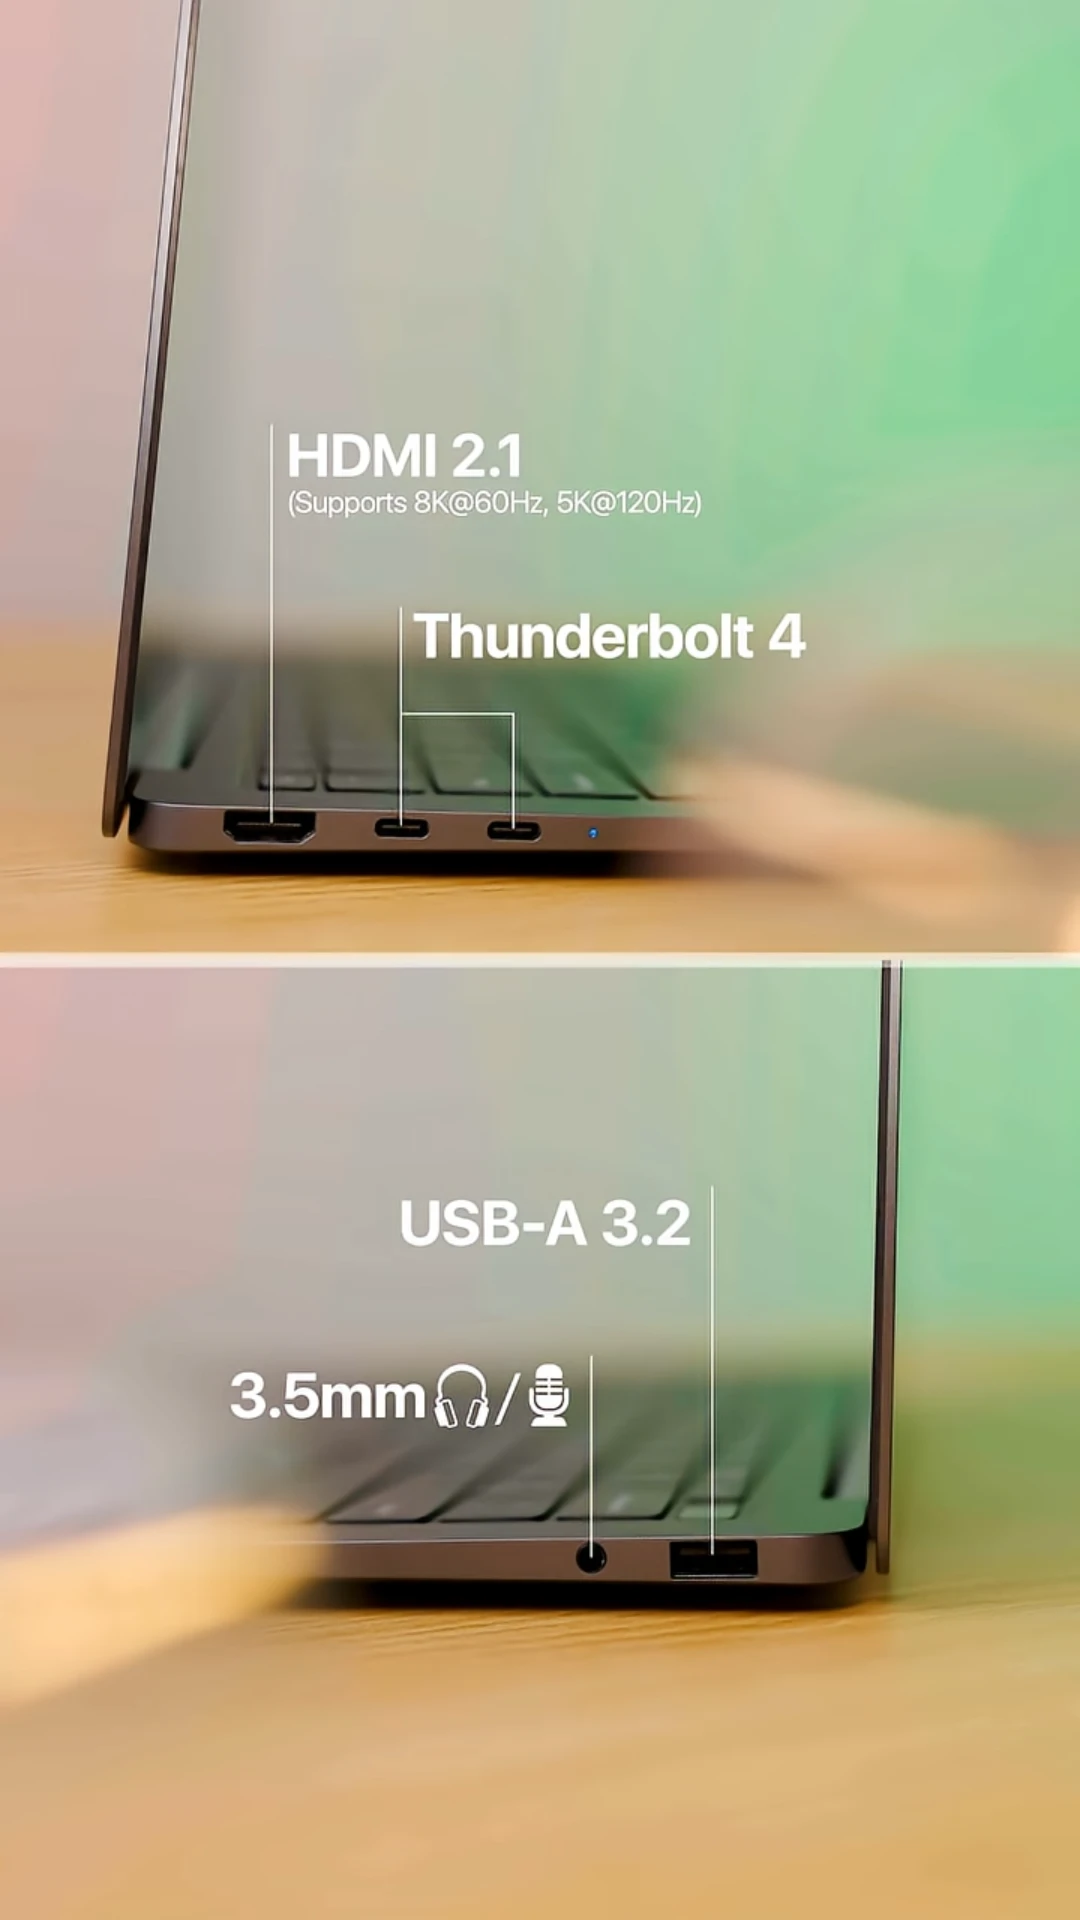 HDMI 2.1
(Supports 8K@60Hz, 5K@120Hz)
Thunderbolt 4
USB-A 3.2
3.5mm /